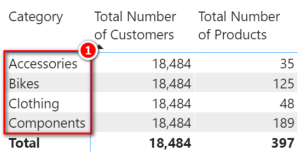 Category Total Number of Customers Total Number of Products
1
Accessories 18,484 35
Bikes 18,484 125
Clothing 18,484 48
Components 18,484 189
Total 18,484 397